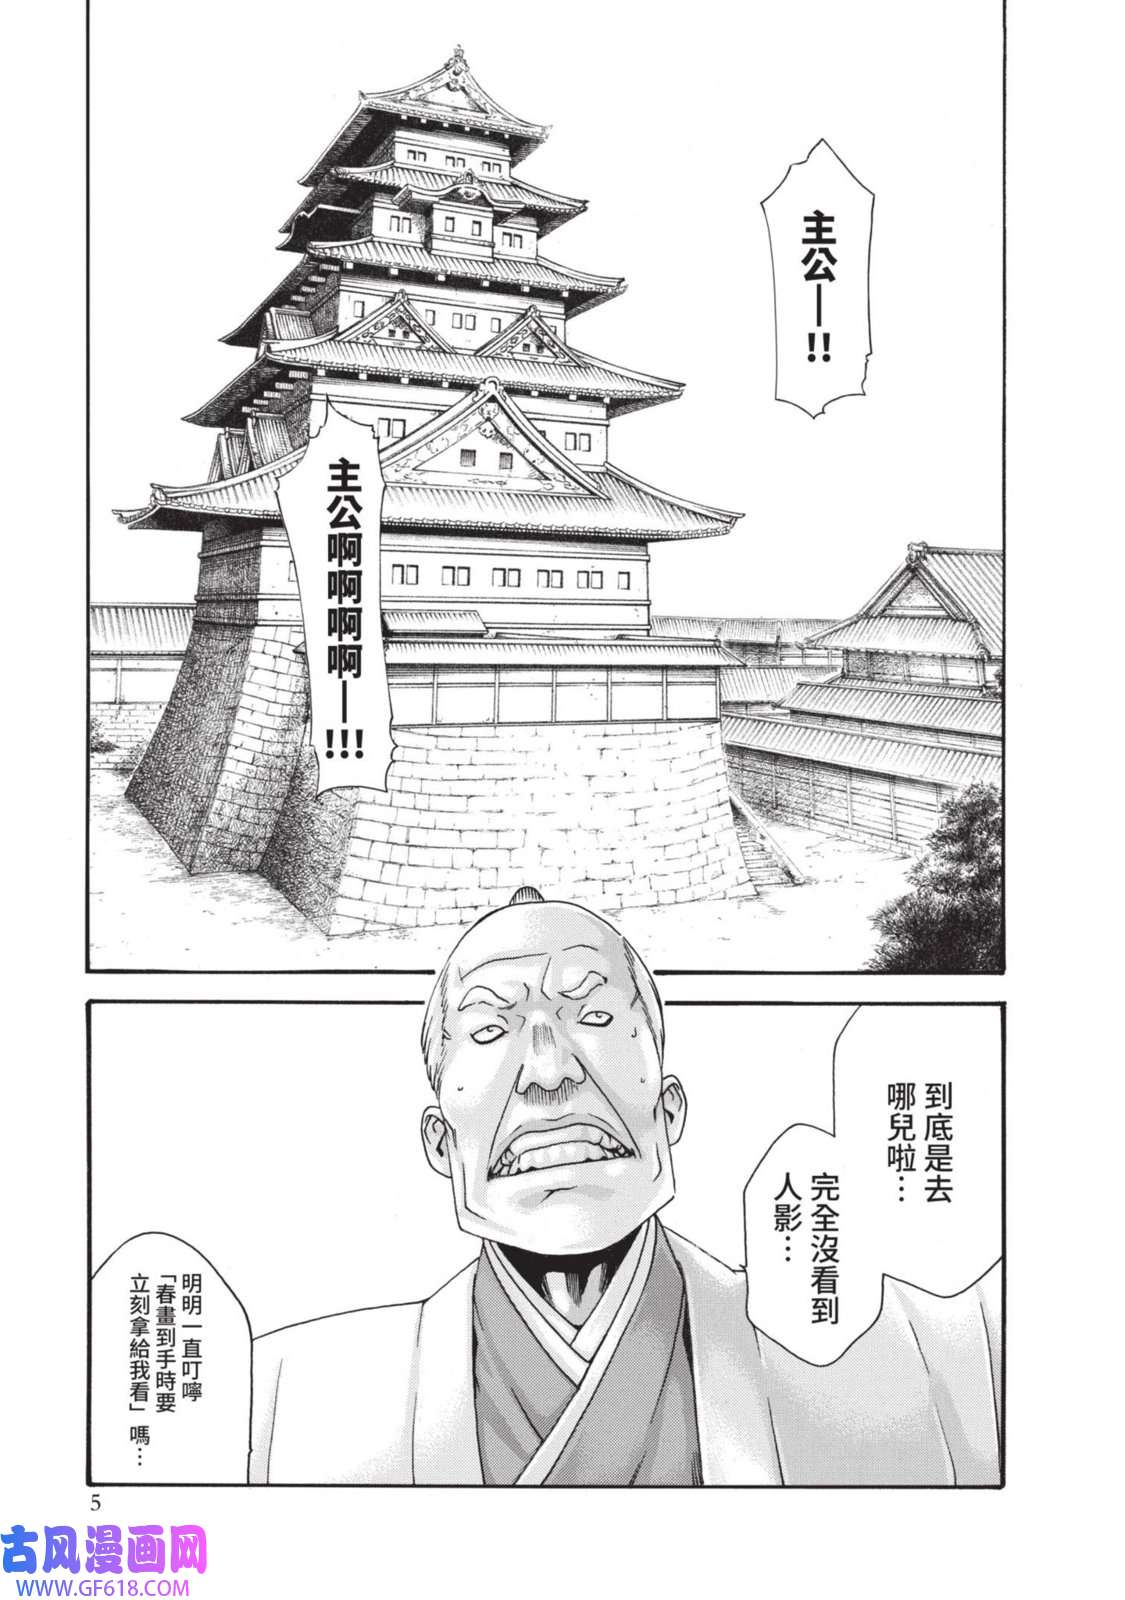 主公—!!
主公啊啊啊啊—!!!
到底是去
哪兒啦…
完全沒看到
人影…
明明一直叮嚀
「春畫到手時要
立刻拿給我看」嗎…
5
古风漫画网
WWW.GF618.COM